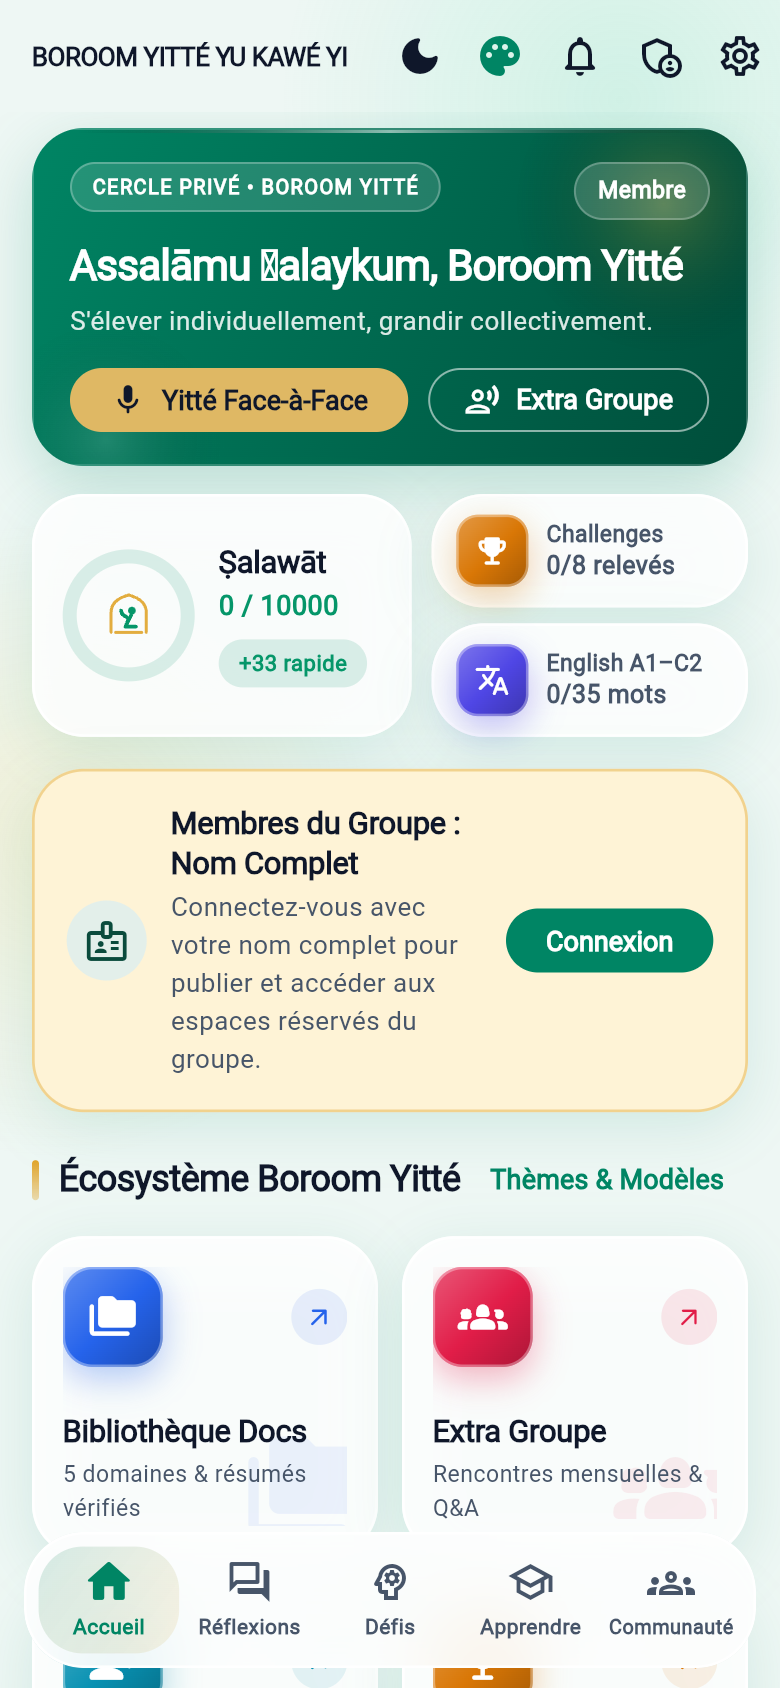 BOROOM YITTÉ YU KAWÉ YI
CERCLE PRIVÉ • BOROOM YITTÉ
Membre
Assalāmu alaykum, Boroom Yitté
S'élever individuellement, grandir collectivement.
Yitté Face-à-Face
Extra Groupe
Ṣalawāt
0 / 10000
+33 rapide
Challenges
0/8 relevés
English A1–C2
0/35 mots
Membres du Groupe :
Nom Complet
Connectez-vous avec
votre nom complet pour
publier et accéder aux
espaces réservés du
groupe.
Connexion
Écosystème Boroom Yitté
Thèmes & Modèles
Bibliothèque Docs
5 domaines & résumés
vérifiés
Extra Groupe
Rencontres mensuelles &
Q&A
Accueil
Réflexions
Défis
Apprendre
Communauté